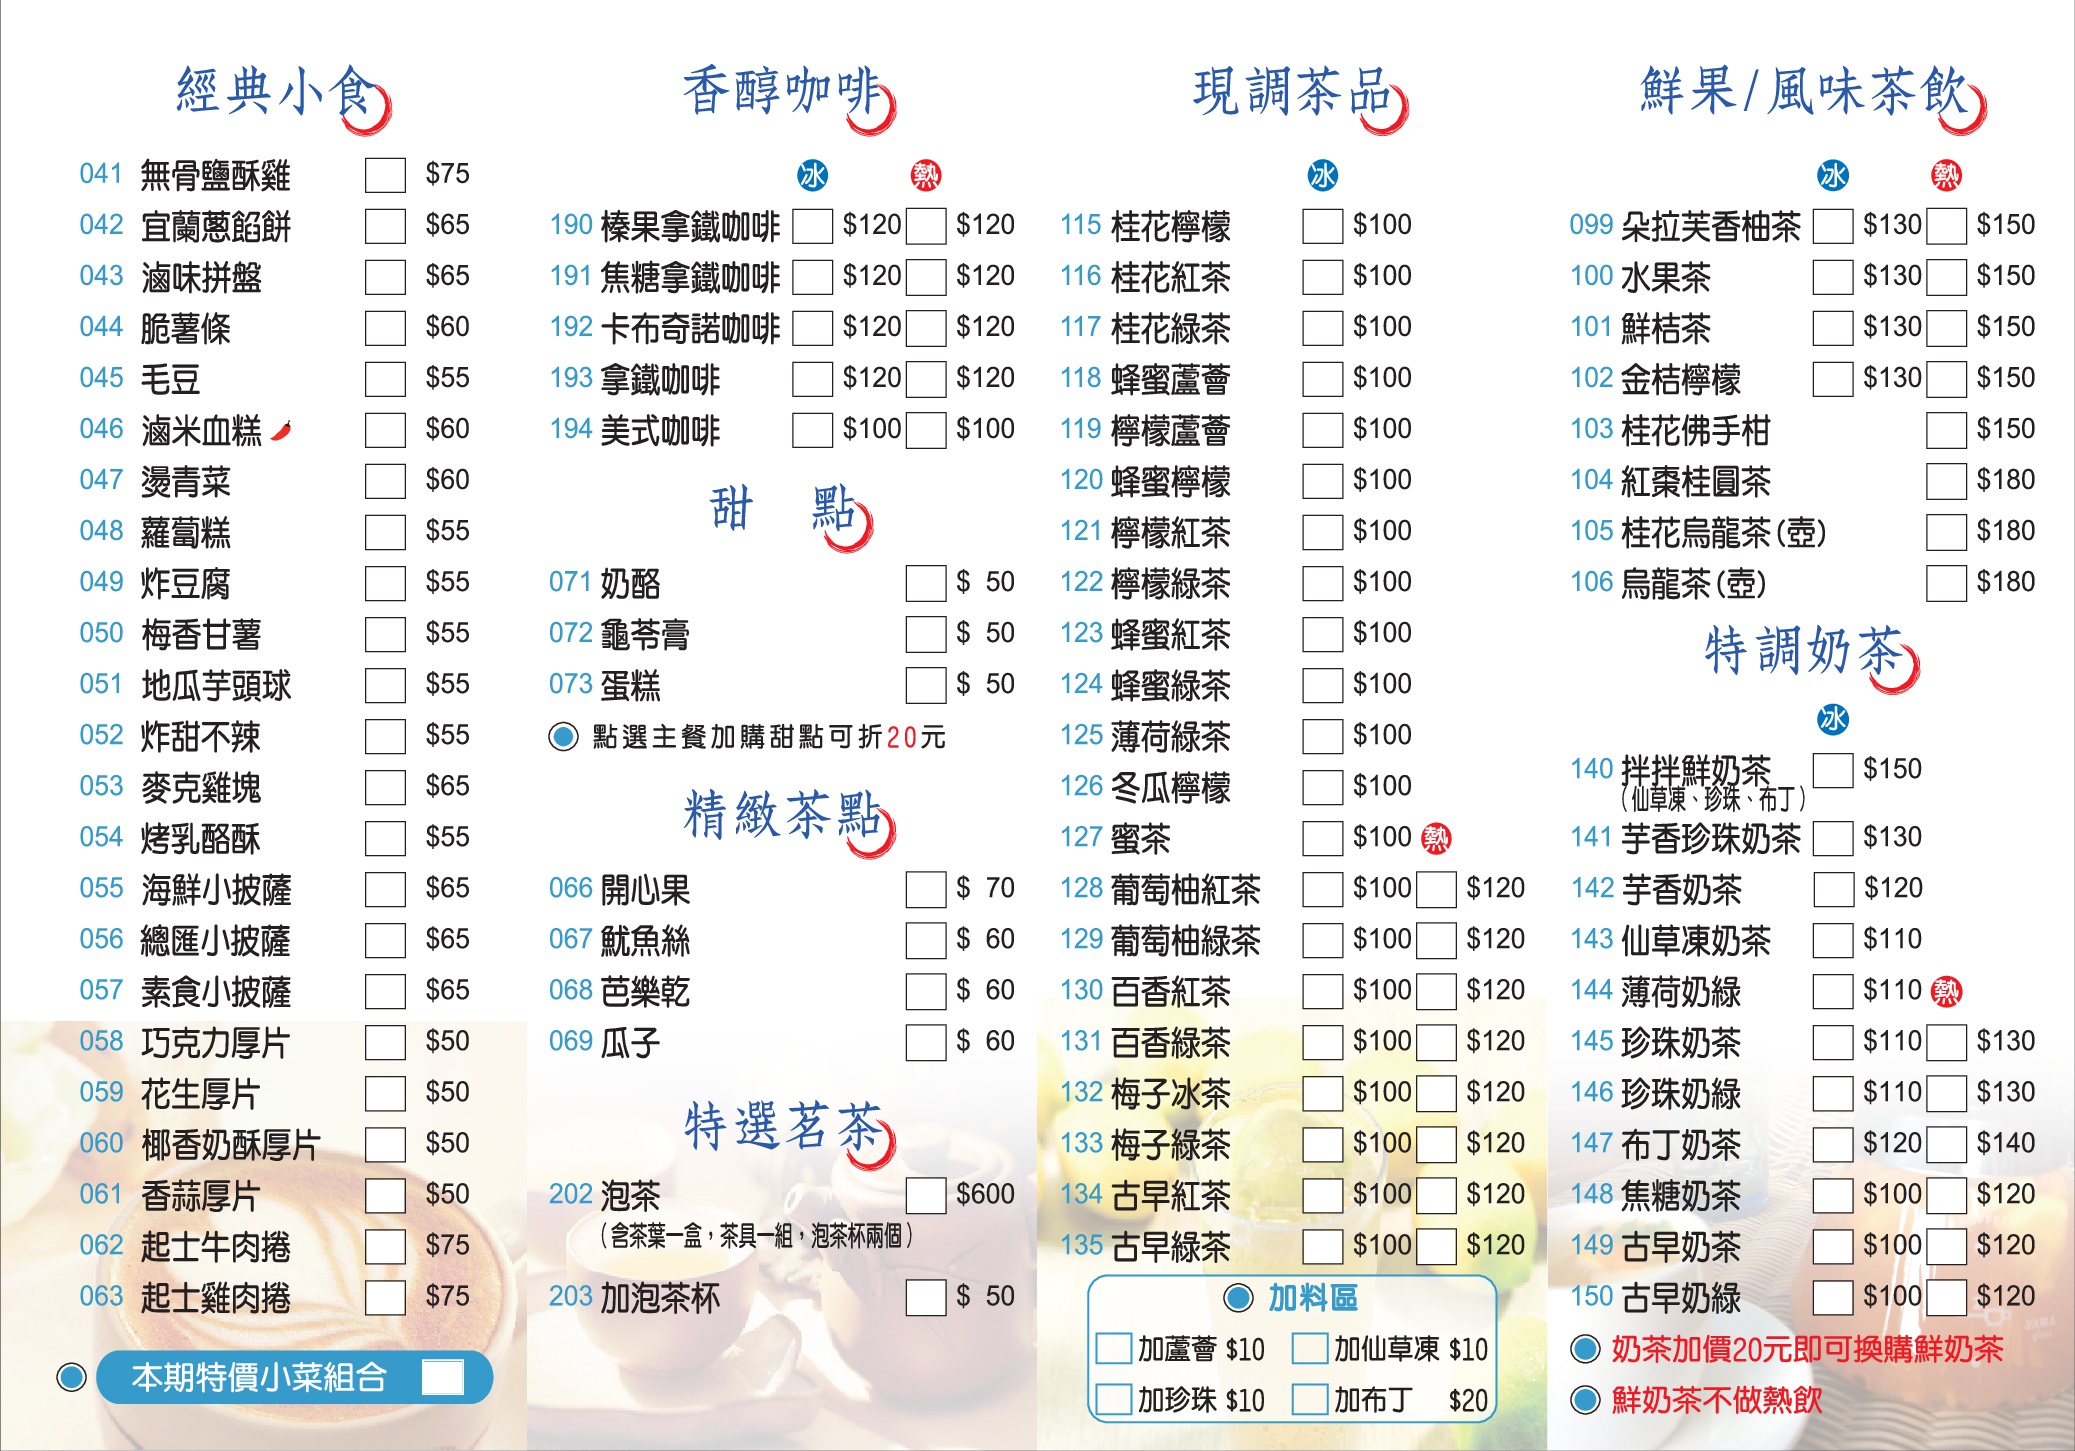 經典小食
041 無骨鹽酥雞 $75
042 宜蘭蔥餡餅 $65
043 滷味拼盤 $65
044 脆薯條 $60
045 毛豆 $55
046 滷米血糕 $60
047 燙青菜 $60
048 蘿蔔糕 $55
049 炸豆腐 $55
050 梅香甘薯 $55
051 地瓜芋頭球 $55
052 炸甜不辣 $55
053 麥克雞塊 $65
054 烤乳酪酥 $55
055 海鮮小披薩 $65
056 總匯小披薩 $65
057 素食小披薩 $65
058 巧克力厚片 $50
059 花生厚片 $50
060 椰香奶酥厚片 $50
061 香蒜厚片 $50
062 起士牛肉捲 $75
063 起士雞肉捲 $75
本期特價小菜組合
香醇咖啡
冰 熱
190 榛果拿鐵咖啡 $120 $120
191 焦糖拿鐵咖啡 $120 $120
192 卡布奇諾咖啡 $120 $120
193 拿鐵咖啡 $120 $120
194 美式咖啡 $100 $100
甜 點
071 奶酪 $ 50
072 龜苓膏 $ 50
073 蛋糕 $ 50
點選主餐加購甜點可折20元
精緻茶點
066 開心果 $ 70
067 魷魚絲 $ 60
068 芭樂乾 $ 60
069 瓜子 $ 60
特選茗茶
202 泡茶 $600
(含茶葉一盒，茶具一組，泡茶杯兩個)
203 加泡茶杯 $ 50
現調茶品
冰
115 桂花檸檬 $100
116 桂花紅茶 $100
117 桂花綠茶 $100
118 蜂蜜蘆薈 $100
119 檸檬蘆薈 $100
120 蜂蜜檸檬 $100
121 檸檬紅茶 $100
122 檸檬綠茶 $100
123 蜂蜜紅茶 $100
124 蜂蜜綠茶 $100
125 薄荷綠茶 $100
126 冬瓜檸檬 $100
127 蜜茶 $100 熱
128 葡萄柚紅茶 $100 $120
129 葡萄柚綠茶 $100 $120
130 百香紅茶 $100 $120
131 百香綠茶 $100 $120
132 梅子冰茶 $100 $120
133 梅子綠茶 $100 $120
134 古早紅茶 $100 $120
135 古早綠茶 $100 $120
加料區
加蘆薈 $10 加仙草凍 $10
加珍珠 $10 加布丁 $20
鮮果/風味茶飲
冰 熱
099 朵拉芙香柚茶 $130 $150
100 水果茶 $130 $150
101 鮮桔茶 $130 $150
102 金桔檸檬 $130 $150
103 桂花佛手柑 $150
104 紅棗桂圓茶 $180
105 桂花烏龍茶(壺) $180
106 烏龍茶(壺) $180
特調奶茶
冰
140 拌拌鮮奶茶 $150
(仙草凍、珍珠、布丁)
141 芋香珍珠奶茶 $130
142 芋香奶茶 $120
143 仙草凍奶茶 $110
144 薄荷奶綠 $110 熱
145 珍珠奶茶 $110 $130
146 珍珠奶綠 $110 $130
147 布丁奶茶 $120 $140
148 焦糖奶茶 $100 $120
149 古早奶茶 $100 $120
150 古早奶綠 $100 $120
奶茶加價20元即可換購鮮奶茶
鮮奶茶不做熱飲